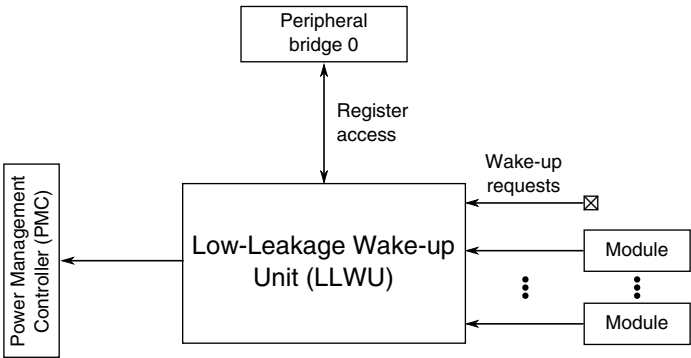 Peripheral
bridge 0
Register
access
Wake-up
requests
Power Management
Controller (PMC)
Low-Leakage Wake-up
Unit (LLWU)
Module
Module